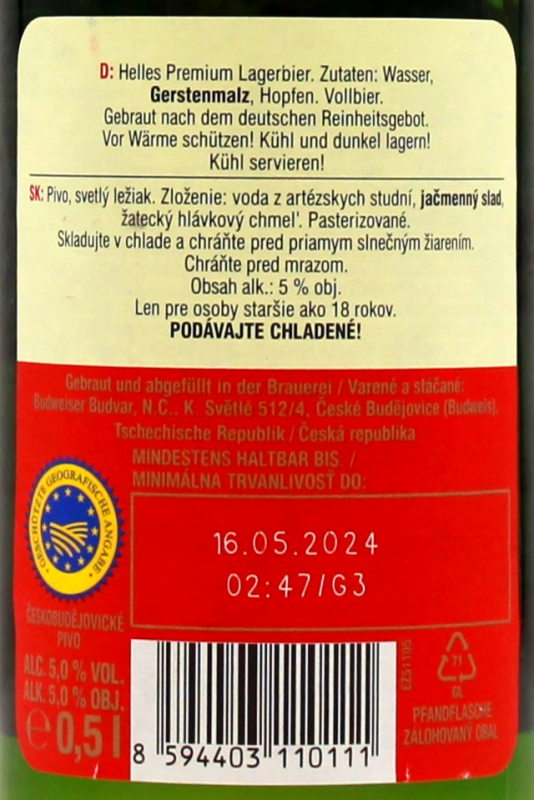 D: Helles Premium Lagerbier. Zutaten: Wasser,
Gerstenmalz, Hopfen. Vollbier.
Gebraut nach dem deutschen Reinheitsgebot.
Vor Wärme schützen! Kühl und dunkel lagern!
Kühl servieren!
SK: Pivo, svetlý ležiak. Zloženie: voda z artézskych studní, jačmenný slad,
žatecký hlávkový chmeľ. Pasterizované.
Skladujte v chlade a chráňte pred priamym slnečným žiarením.
Chráňte pred mrazom.
Obsah alk.: 5 % obj.
Len pre osoby staršie ako 18 rokov.
PODÁVAJTE CHLADENÉ!
Gebraut und abgefüllt in der Brauerei / Varené a stáčané:
Budweiser Budvar, N.C., K. Světlé 512/4, České Budějovice (Budweis),
Tschechische Republik / Česká republika
MINDESTENS HALTBAR BIS: /
MINIMÁLNA TRVANLIVOSŤ DO:
16.05.2024
02:47/G3
GESCHÜTZTE GEOGRAFISCHE ANGABE
ČESKOBUDĚJOVICKÉ
PIVO
ALC. 5,0 % VOL.
ALK. 5,0 % OBJ.
e 0,5 l
8 594403 110111
EZ51105
71
GL
PFANDFLASCHE
ZÁLOHOVANÝ OBAL